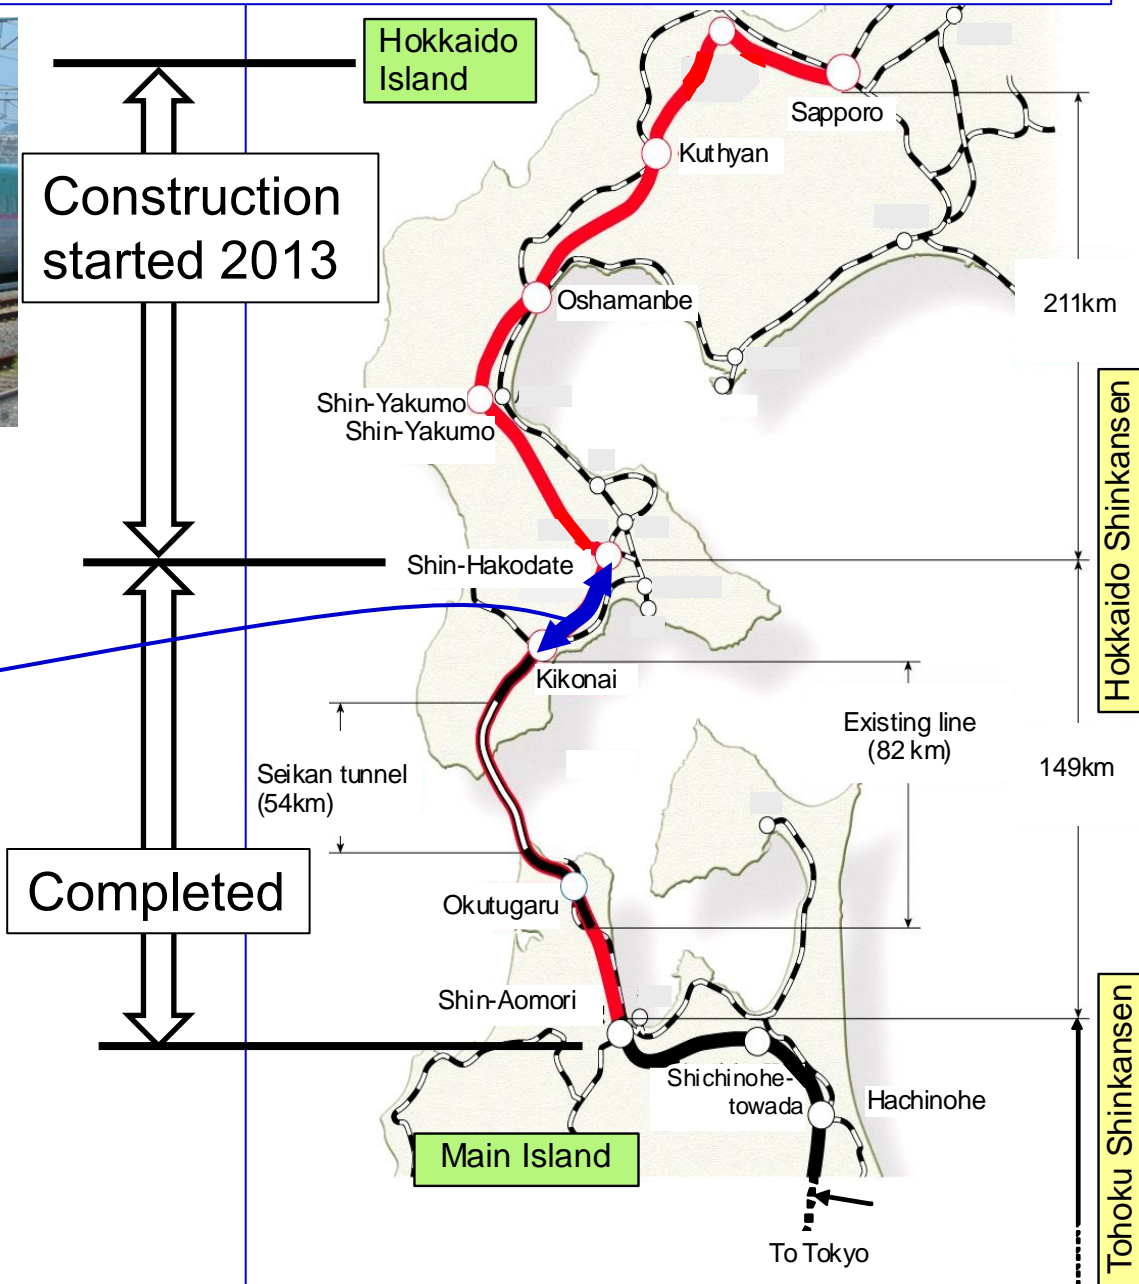 Hokkaido
Island
Sapporo
Construction
started 2013
Kuthyan
Oshamanbe
211km
Shin-Yakumo
Shin-Yakumo
Hokkaido Shinkansen
Shin-Hakodate
Kikonai
Existing line
(82 km)
149km
Seikan tunnel
(54km)
Completed
Okutugaru
Shin-Aomori
Shichinohe-
towada
Hachinohe
Main Island
Tohoku Shinkansen
To Tokyo